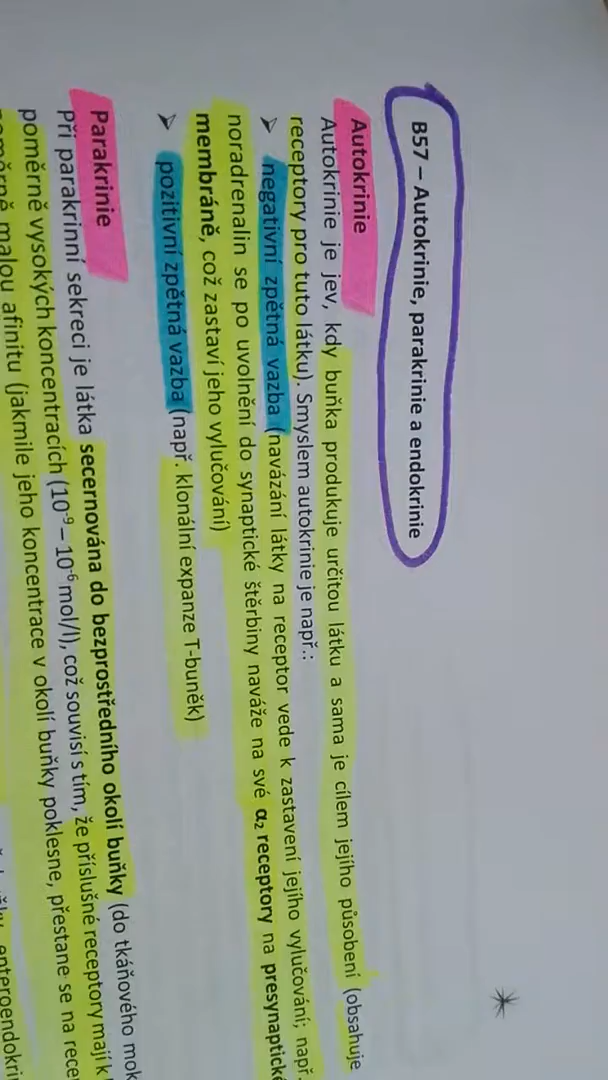 B57 – Autokrinie, parakrinie a endokrinie
Autokrinie
Autokrinie je jev, kdy buňka produkuje určitou látku a sama je cílem jejího působení (obsahuje
receptory pro tuto látku). Smyslem autokrinie je např.:
➢ negativní zpětná vazba (navázání látky na receptor vede k zastavení jejího vylučování; např.
noradrenalin se po uvolnění do synaptické štěrbiny naváže na své α₂ receptory na presynaptické
membráně, což zastaví jeho vylučování)
➢ pozitivní zpětná vazba (např. klonální expanze T-buněk)
Parakrinie
Při parakrinní sekreci je látka secernována do bezprostředního okolí buňky (do tkáňového mok
poměrně vysokých koncentracích (10⁻⁹ – 10⁻⁶ mol/l), což souvisí s tím, že příslušné receptory mají k
malou afinitu (jakmile jeho koncentrace v okolí buňky poklesne, přestane se na rece
enteroendokri